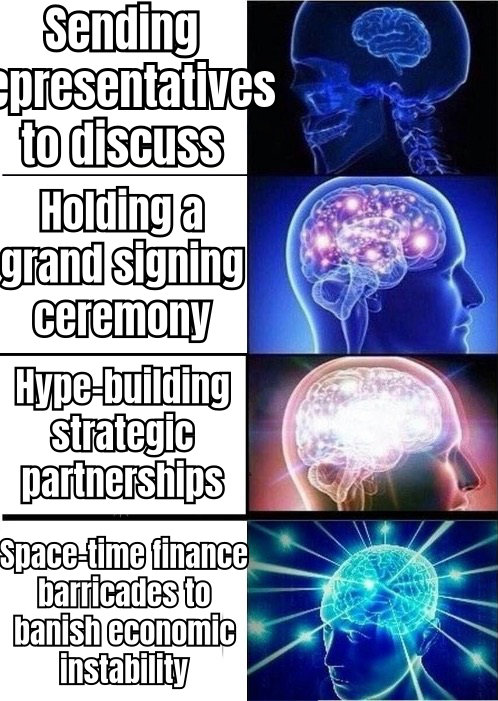 Sending
epresentatives
to discuss
Holding a
grand signing
ceremony
Hype-building
strategic
partnerships
Space-time finance
barricades to
banish economic
instability